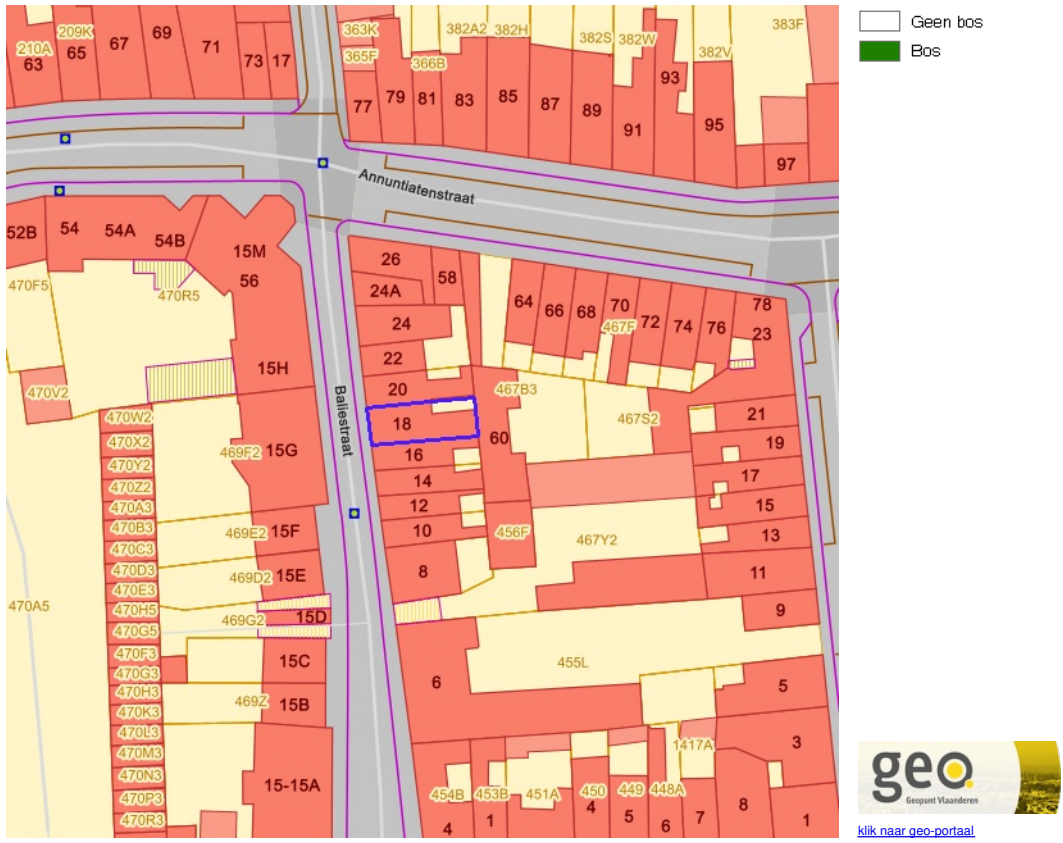 210A
63
209K
65
67
69
71
73
17
363K
365F
366B
77
79
81
83
85
87
89
91
93
95
97
382A2
382H
382S
382W
382V
383F
Annuntiatenstraat
52B
54
54A
54B
15M
56
470F5
470R5
15H
470V2
26
24A
58
24
22
20
18
16
14
12
10
8
64
66
68
70
467F
72
74
76
78
23
467B3
467S2
60
21
19
17
15
13
11
9
Baliestraat
470W2
470X2
470Y2
470Z2
470A3
470B3
470C3
470D3
470E3
470H5
470G5
470F3
470G3
470H3
470K3
470L3
470M3
470N3
470P3
470R3
470A5
469F2
15G
469E2
15F
469D2
15E
469G2
15D
15C
469Z
15B
15-15A
456F
467Y2
455L
6
5
3
1417A
454B
4
453B
1
451A
450
4
449
5
448A
6
7
8
1
Geen bos
Bos
geo.
Geopunt Vlaanderen
klik naar geo-portaal